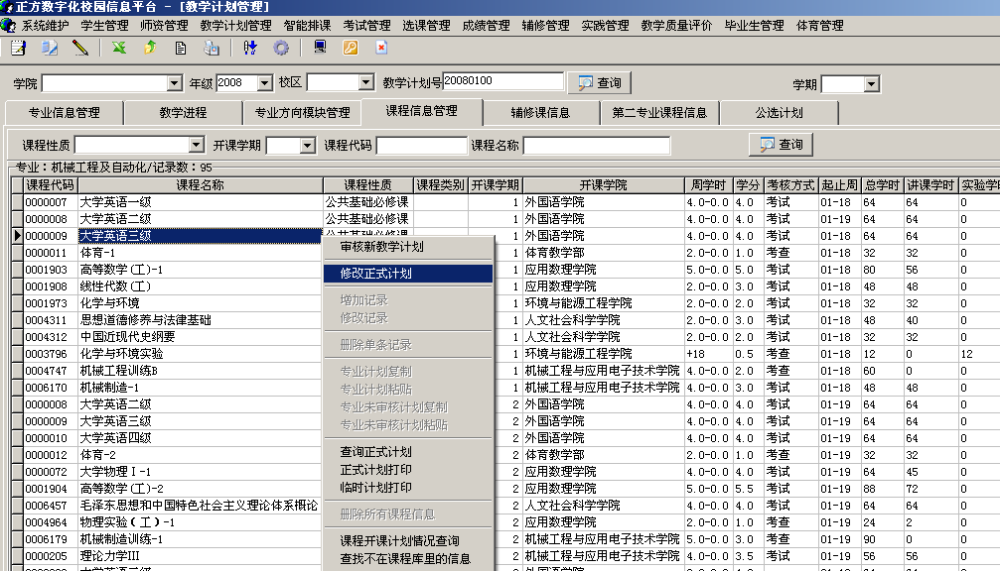 正方数字化校园信息平台 - [教学计划管理]
系统维护 学生管理 师资管理 教学计划管理 智能排课 考试管理 选课管理 成绩管理 辅修管理 实践管理 教学质量评价 毕业生管理 体育管理
学院 年级 2008 校区 教学计划号 20080100 查询 学期
专业信息管理 教学进程 专业方向模块管理 课程信息管理 辅修课信息 第二专业课程信息 公选计划
课程性质 开课学期 课程代码 课程名称 查询
专业：机械工程及自动化/记录数：95
课程代码 课程名称 课程性质 课程类别 开课学期 开课学院 周学时 学分 考核方式 起止周 总学时 讲课学时 实验学时
0000007 大学英语一级 公共基础必修课 1 外国语学院 4.0-0.0 4.0 考试 01-18 64 64 0
0000008 大学英语二级 公共基础必修课 1 外国语学院 4.0-0.0 4.0 考试 01-19 64 64 0
0000009 大学英语三级 公共基础必修课 1 外国语学院 4.0-0.0 4.0 考试 01-18 64 64 0
0000011 体育-1 1 体育教学部 2.0-0.0 1.0 考查 01-18 32 32 0
0001903 高等数学(工)-1 1 应用数理学院 5.0-0.0 5.0 考试 01-18 80 56 0
0001908 线性代数(工) 1 应用数理学院 2.0-0.0 3.0 考试 01-18 48 48 0
0001973 化学与环境 1 环境与能源工程学院 2.0-0.0 2.0 考试 01-18 32 32 0
0004311 思想道德修养与法律基础 1 人文社会科学学院 2.0-0.0 3.0 考试 01-18 48 40 0
0004312 中国近现代史纲要 1 人文社会科学学院 2.0-0.0 2.0 考试 01-18 32 32 0
0003796 化学与环境实验 1 环境与能源工程学院 +18 0.5 考查 01-18 12 0 12
0004747 机械工程训练B 1 机械工程与应用电子技术学院 4.0-0.0 2.0 考查 01-18 60 0 0
0006170 机械制造-1 1 机械工程与应用电子技术学院 4.0-0.0 3.0 考试 01-18 48 48 0
0000008 大学英语二级 2 外国语学院 4.0-0.0 4.0 考试 01-19 64 64 0
0000009 大学英语三级 2 外国语学院 4.0-0.0 4.0 考试 01-19 64 64 0
0000010 大学英语四级 2 外国语学院 4.0-0.0 4.0 考试 01-19 64 64 0
0000012 体育-2 2 体育教学部 2.0-0.0 1.0 考查 01-19 32 32 0
0000072 大学物理Ⅰ-1 2 应用数理学院 4.0-0.0 4.0 考试 01-19 64 45 0
0001904 高等数学(工)-2 2 应用数理学院 5.0-0.0 5.5 考试 01-19 88 72 0
0006457 毛泽东思想和中国特色社会主义理论体系概论 2 人文社会科学学院 4.0-0.0 4.0 考试 01-19 64 64 0
0004964 物理实验（工）-1 2 应用数理学院 2.0-0.0 1.0 考查 01-19 24 2 0
0006179 机械制造训练-1 2 机械工程与应用电子技术学院 5.0-0.0 3.0 考查 01-19 90 0 0
0000205 理论力学III 2 机械工程与应用电子技术学院 4.0-0.0 3.5 考试 01-19 56 56 0
审核新教学计划
修改正式计划
增加记录
修改记录
删除单条记录
专业计划复制
专业计划粘贴
专业未审核计划复制
专业未审核计划粘贴
查询正式计划
正式计划打印
临时计划打印
删除所有课程信息
课程开课计划情况查询
查找不在课程库里的信息